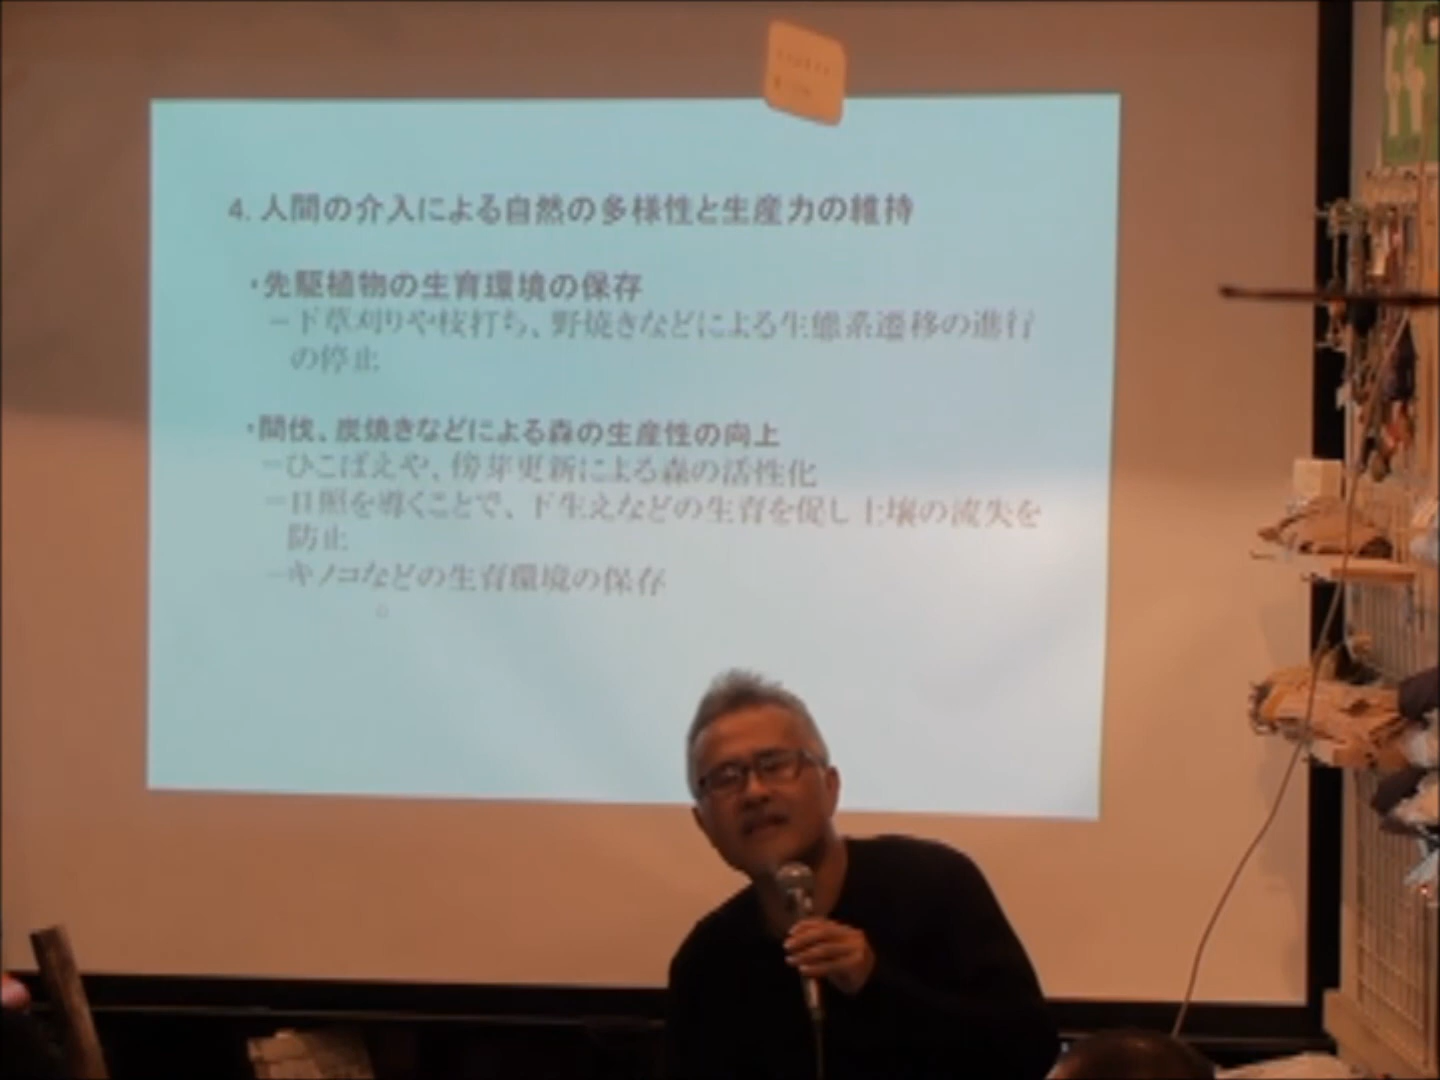 4. 人間の介入による自然の多様性と生産力の維持
・先駆植物の生育環境の保存
－下草刈りや枝打ち、野焼きなどによる生態系遷移の進行
の停止
・間伐、炭焼きなどによる森の生産性の向上
－ひこばえや、傍芽更新による森の活性化
－日照を導くことで、下生えなどの生育を促し土壌の流失を
防止
－キノコなどの生育環境の保存
。